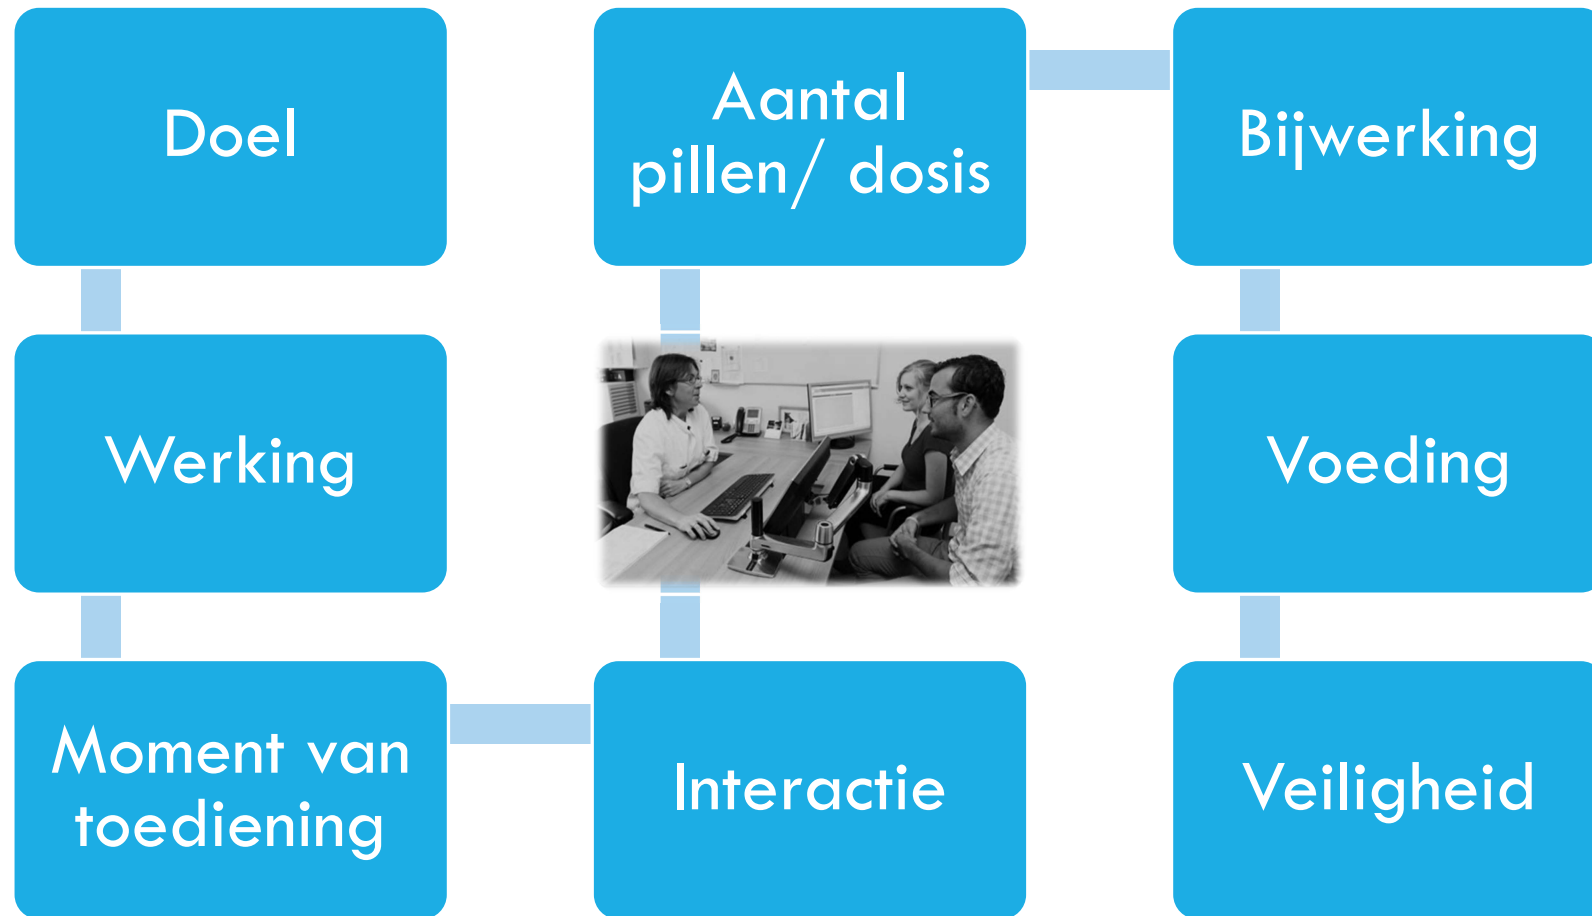 Doel
Werking
Moment van
toediening
Interactie
Aantal
pillen/ dosis
Bijwerking
Voeding
Veiligheid